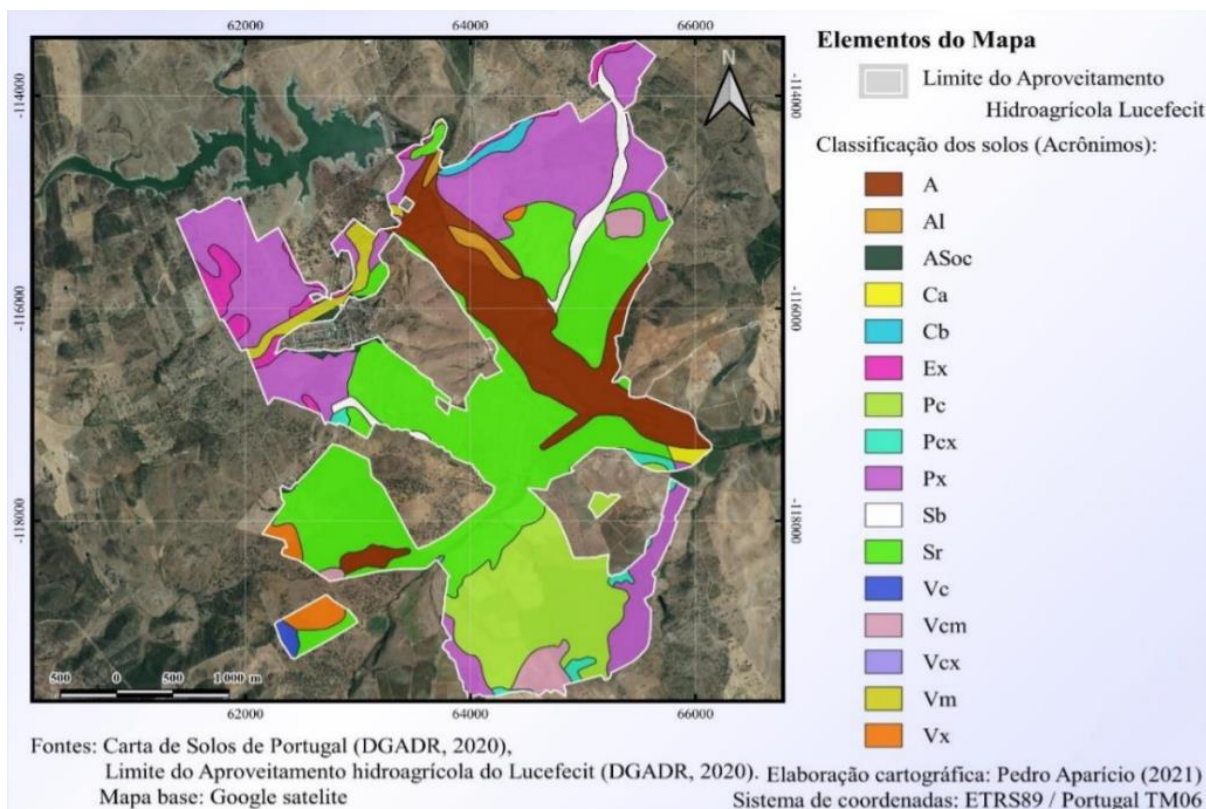 62000 64000 66000
Elementos do Mapa
Limite do Aproveitamento
Hidroagrícola Lucefecit
Classificação dos solos (Acrônimos):
A
Al
ASoc
Ca
Cb
Ex
Pc
Pcx
Px
Sb
Sr
Vc
Vcm
Vcx
Vm
Vx
N
-114000 -114000
-116000 -116000
-118000 -118000
500 0 500 1 000 m
62000 64000 66000
Fontes: Carta de Solos de Portugal (DGADR, 2020),
Limite do Aproveitamento hidroagrícola do Lucefecit (DGADR, 2020).
Mapa base: Google satelite
Elaboração cartográfica: Pedro Aparício (2021)
Sistema de coordenadas: ETRS89 / Portugal TM06